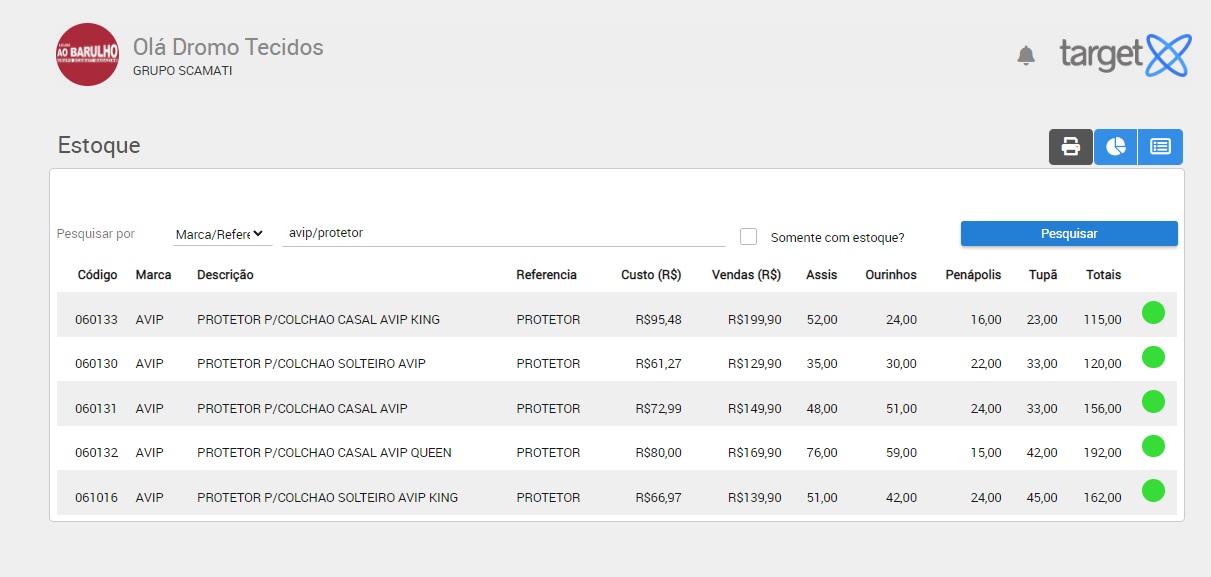 Olá Dromo Tecidos
GRUPO SCAMATI
AO BARULHO
target
Estoque
Pesquisar por Marca/Refere avip/protetor Somente com estoque? Pesquisar
Código Marca Descrição Referencia Custo (R$) Vendas (R$) Assis Ourinhos Penápolis Tupã Totais
060133 AVIP PROTETOR P/COLCHAO CASAL AVIP KING PROTETOR R$95,48 R$199,90 52,00 24,00 16,00 23,00 115,00
060130 AVIP PROTETOR P/COLCHAO SOLTEIRO AVIP PROTETOR R$61,27 R$129,90 35,00 30,00 22,00 33,00 120,00
060131 AVIP PROTETOR P/COLCHAO CASAL AVIP PROTETOR R$72,99 R$149,90 48,00 51,00 24,00 33,00 156,00
060132 AVIP PROTETOR P/COLCHAO CASAL AVIP QUEEN PROTETOR R$80,00 R$169,90 76,00 59,00 15,00 42,00 192,00
061016 AVIP PROTETOR P/COLCHAO SOLTEIRO AVIP KING PROTETOR R$66,97 R$139,90 51,00 42,00 24,00 45,00 162,00